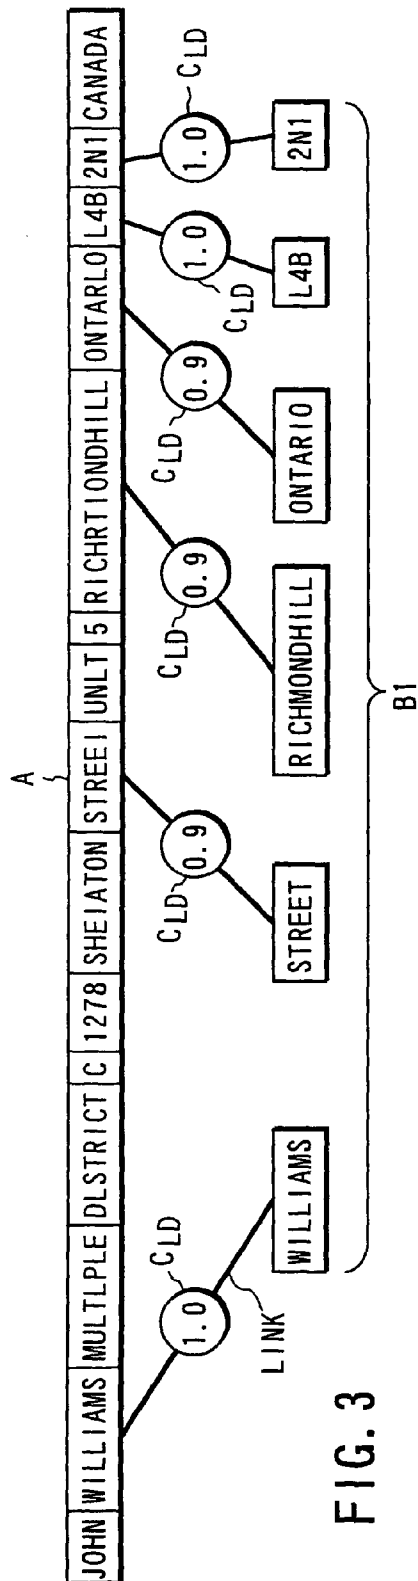 A
JOHN WILLIAMS MULTLPLE DLSTRICT C 1278 SHEIATON STREEI UNLT 5 RICHRTIONDHILL ONTARLO L4B 2N1 CANADA
CLD CLD CLD CLD CLD CLD
1.0 0.9 0.9 0.9 1.0 1.0
LINK
WILLIAMS STREET RICHMONDHILL ONTARIO L4B 2N1
B1
FIG. 3